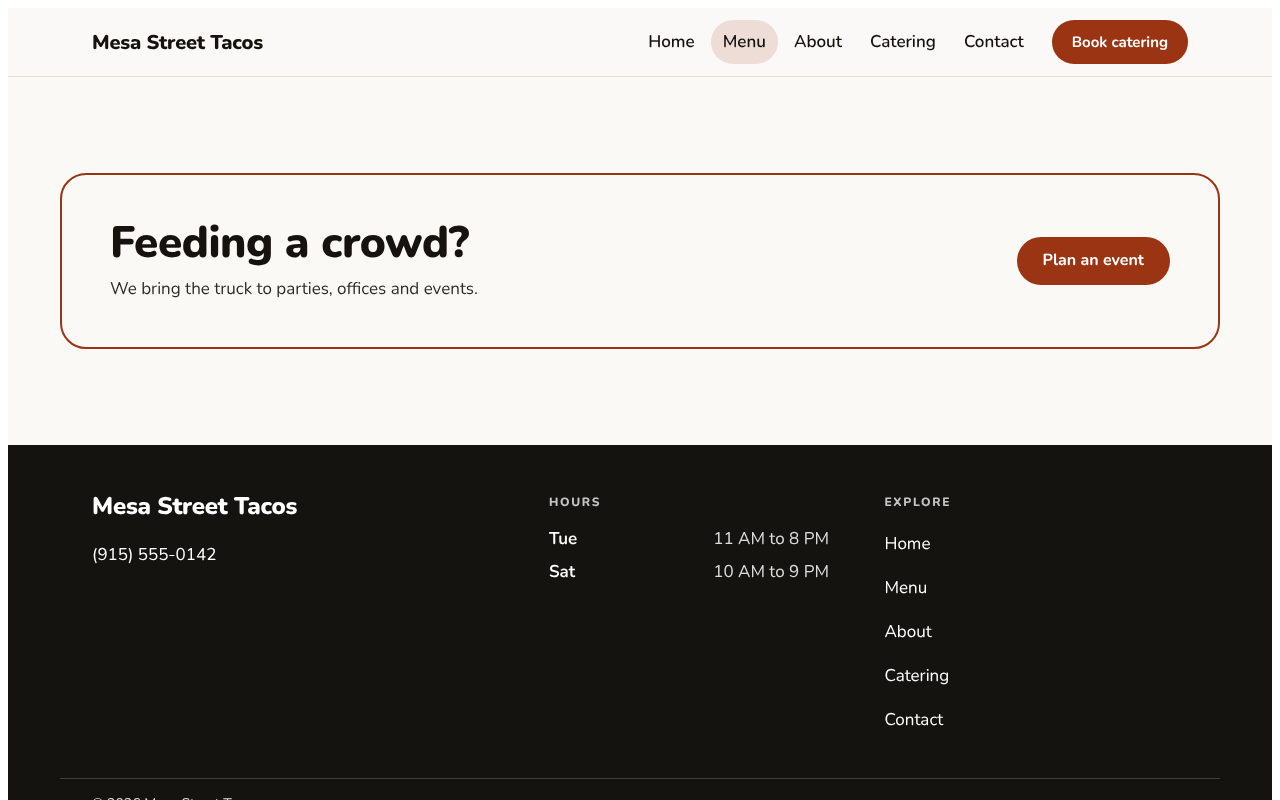 Mesa Street Tacos
Home Menu About Catering Contact Book catering
Feeding a crowd?
We bring the truck to parties, offices and events.
Plan an event
Mesa Street Tacos
(915) 555-0142
HOURS
Tue 11 AM to 8 PM
Sat 10 AM to 9 PM
EXPLORE
Home
Menu
About
Catering
Contact